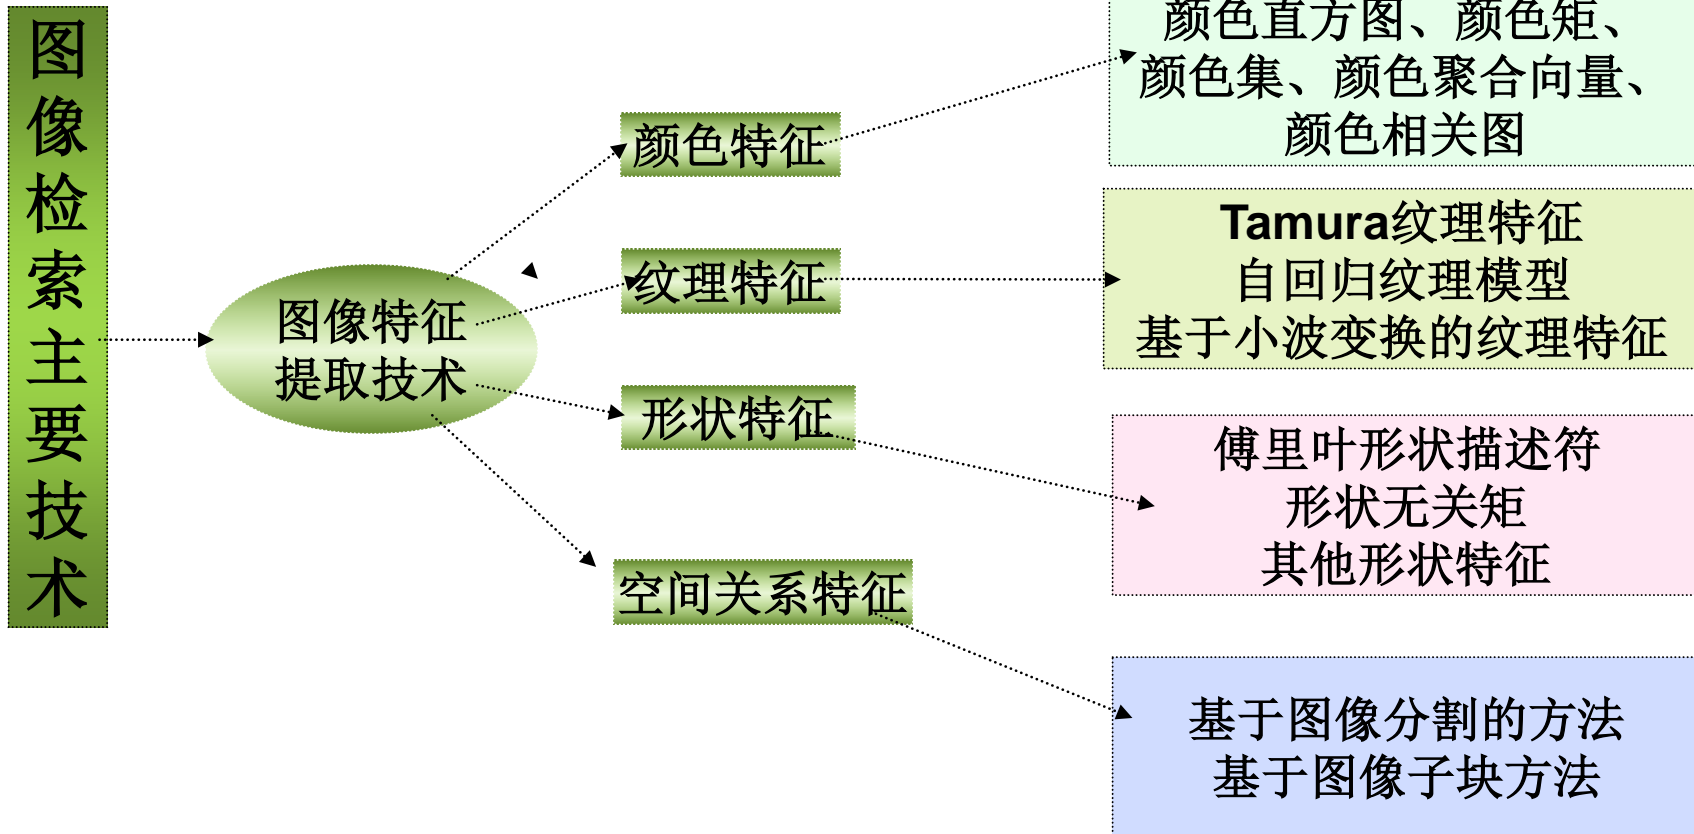 图像检索主要技术
图像特征
提取技术
颜色特征
纹理特征
形状特征
空间关系特征
颜色直方图、颜色矩、
颜色集、颜色聚合向量、
颜色相关图
Tamura纹理特征
自回归纹理模型
基于小波变换的纹理特征
傅里叶形状描述符
形状无关矩
其他形状特征
基于图像分割的方法
基于图像子块方法